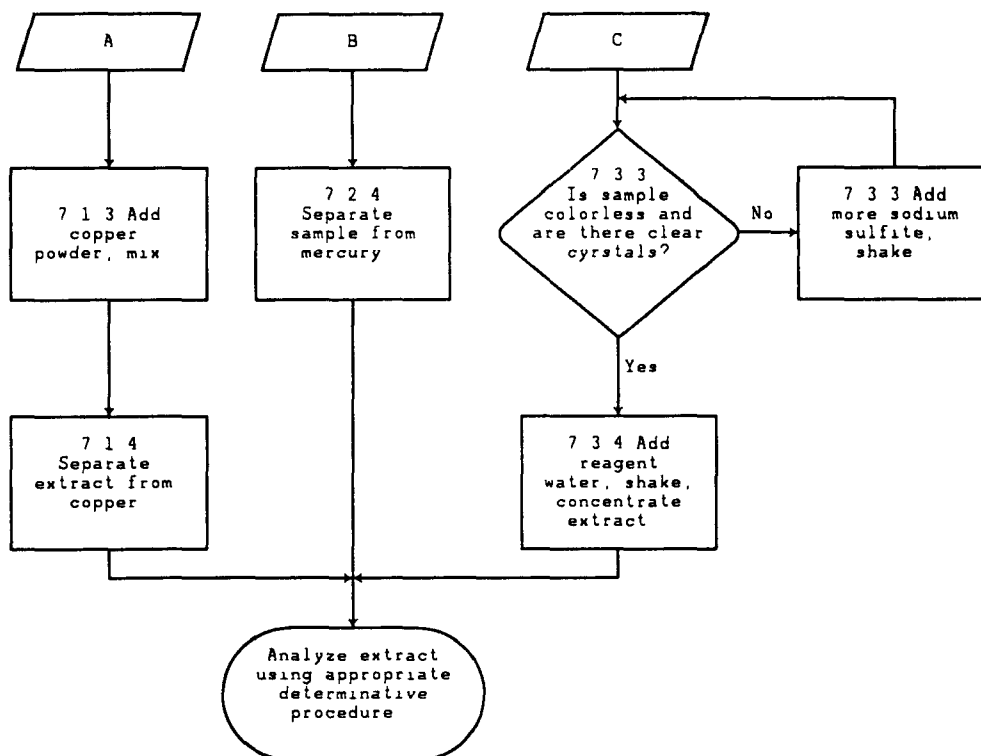 A
B
C
7 1 3 Add
copper
powder, mix
7 2 4
Separate
sample from
mercury
7 3 3
Is sample
colorless and
are there clear
cyrstals?
No
7 3 3 Add
more sodium
sulfite,
shake
Yes
7 1 4
Separate
extract from
copper
7 3 4 Add
reagent
water, shake,
concentrate
extract
Analyze extract
using appropriate
determinative
procedure